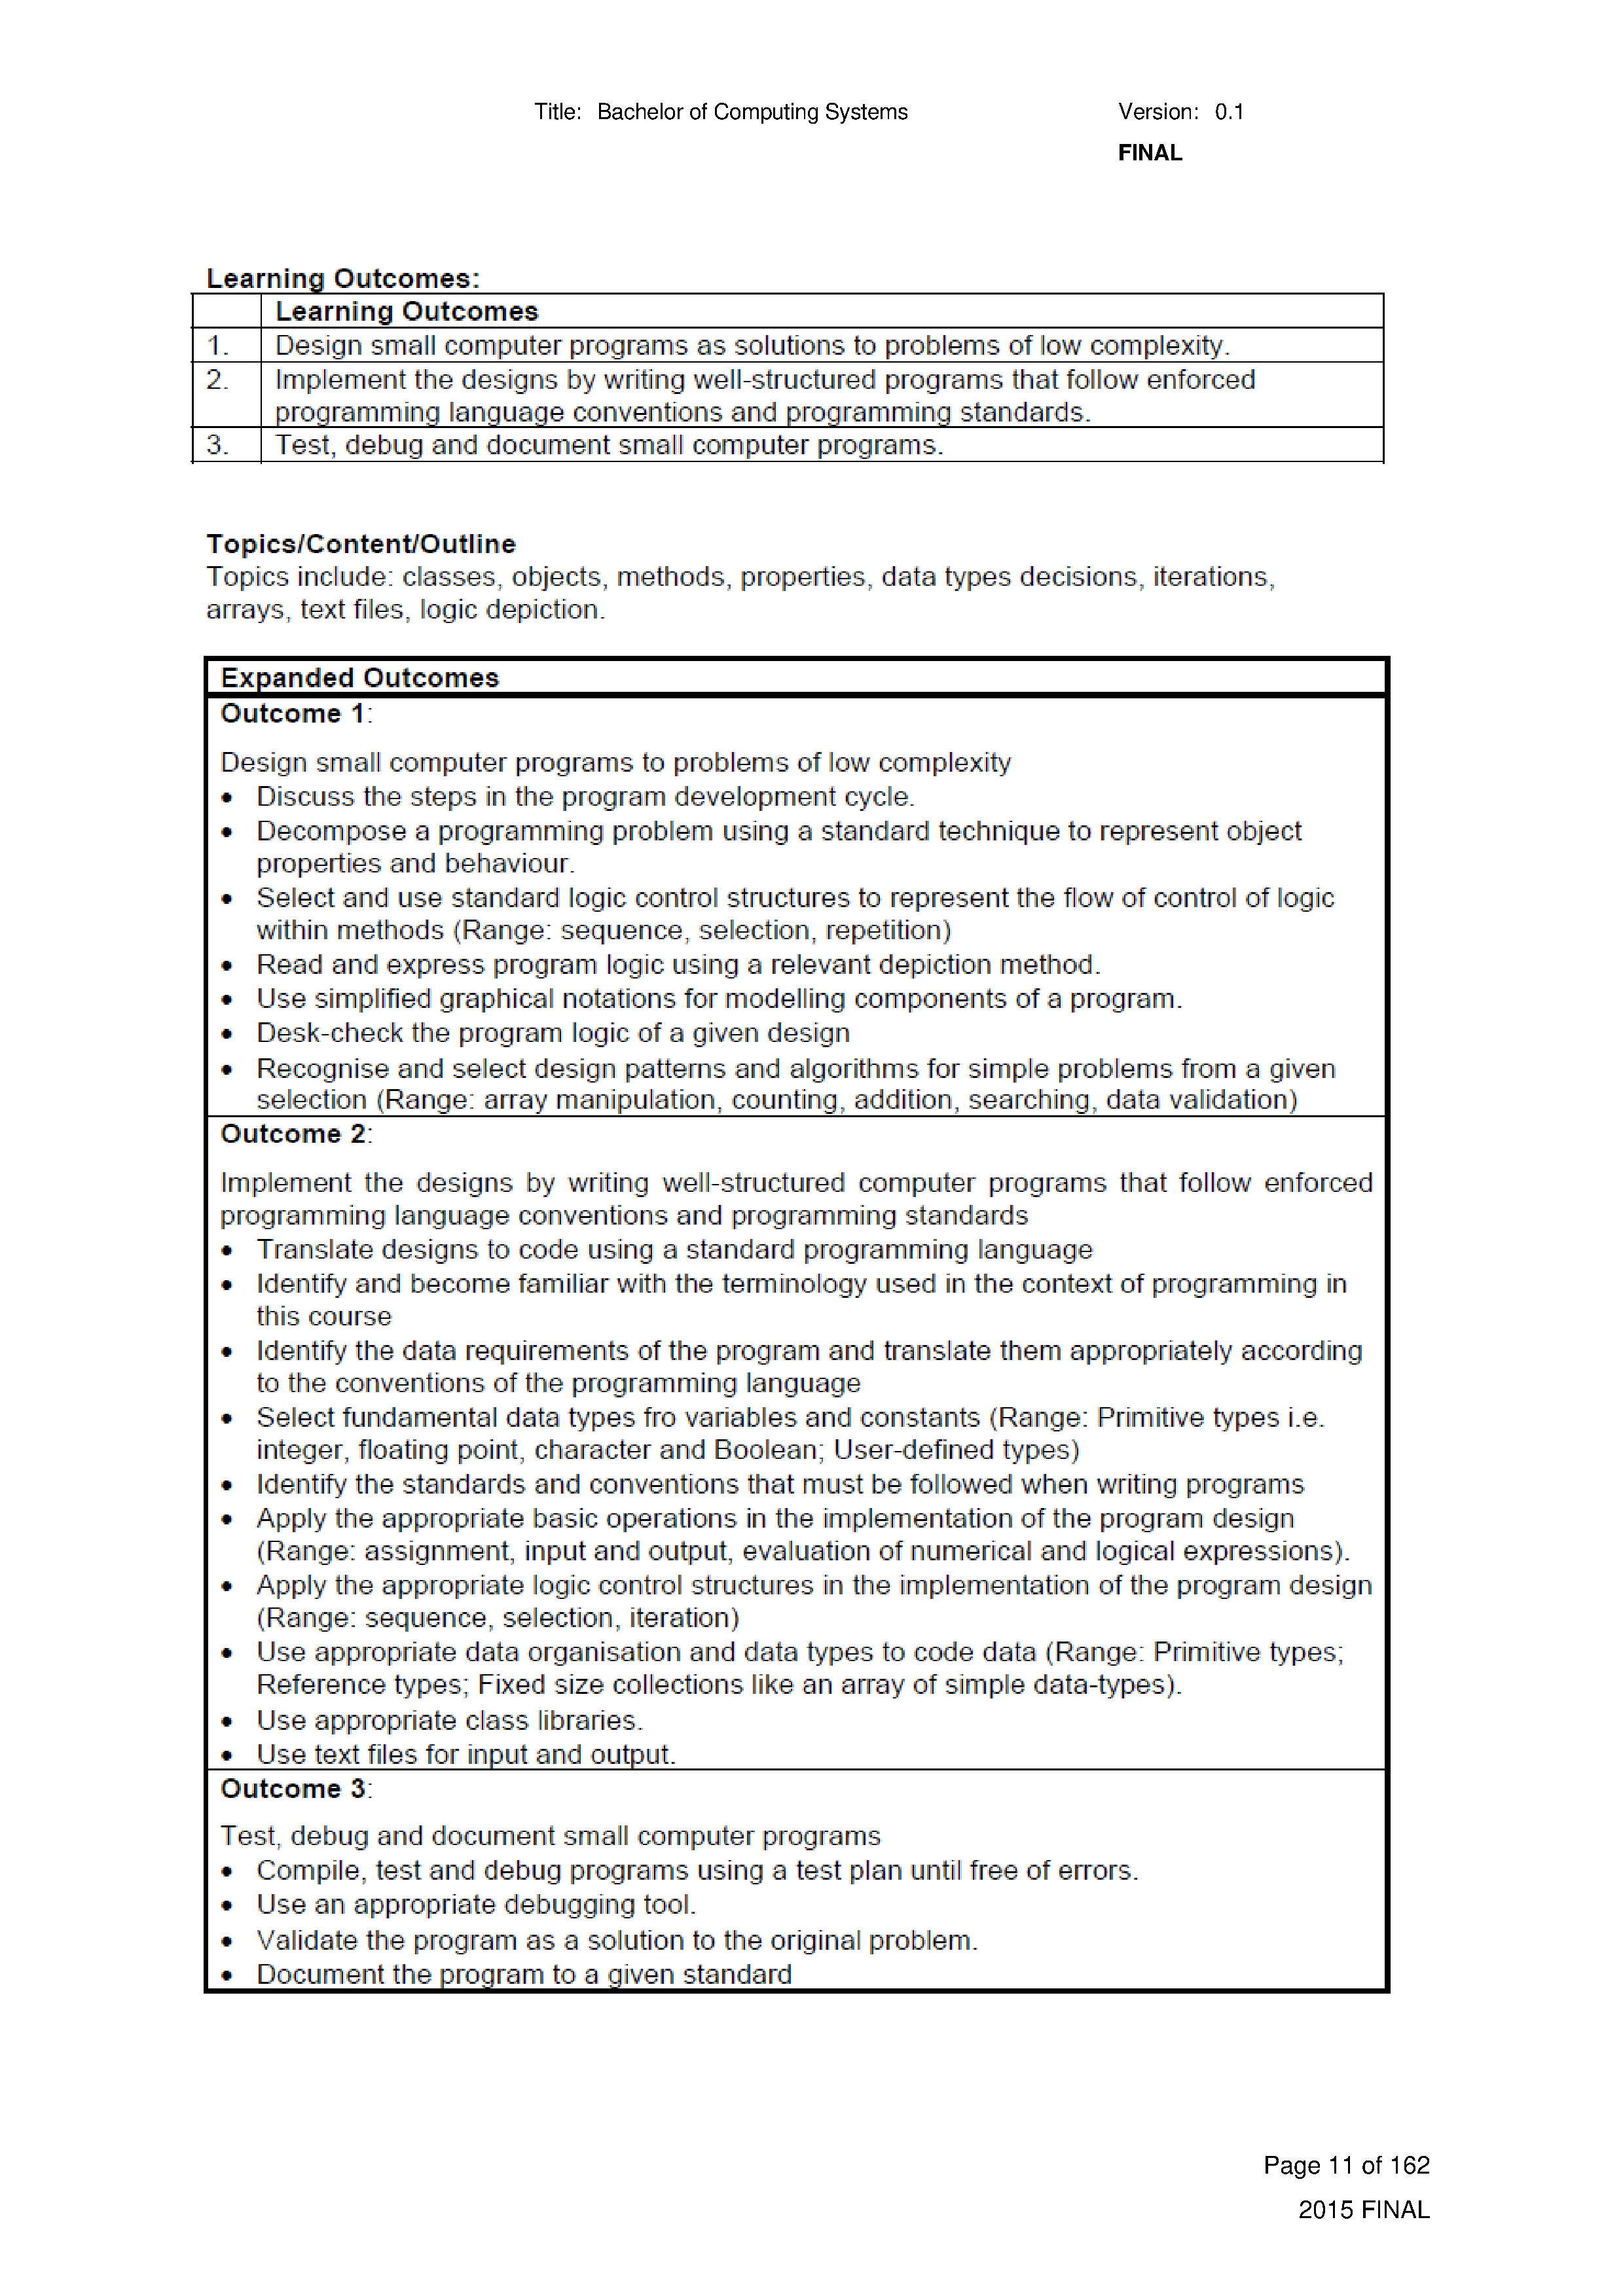 Title: Bachelor of Computing Systems Version: 0.1
FINAL
Learning Outcomes:
Learning Outcomes
1. Design small computer programs as solutions to problems of low complexity.
2. Implement the designs by writing well-structured programs that follow enforced
programming language conventions and programming standards.
3. Test, debug and document small computer programs.
Topics/Content/Outline
Topics include: classes, objects, methods, properties, data types decisions, iterations,
arrays, text files, logic depiction.
Expanded Outcomes
Outcome 1:
Design small computer programs to problems of low complexity
• Discuss the steps in the program development cycle.
• Decompose a programming problem using a standard technique to represent object
properties and behaviour.
• Select and use standard logic control structures to represent the flow of control of logic
within methods (Range: sequence, selection, repetition)
• Read and express program logic using a relevant depiction method.
• Use simplified graphical notations for modelling components of a program.
• Desk-check the program logic of a given design
• Recognise and select design patterns and algorithms for simple problems from a given
selection (Range: array manipulation, counting, addition, searching, data validation)
Outcome 2:
Implement the designs by writing well-structured computer programs that follow enforced
programming language conventions and programming standards
• Translate designs to code using a standard programming language
• Identify and become familiar with the terminology used in the context of programming in
this course
• Identify the data requirements of the program and translate them appropriately according
to the conventions of the programming language
• Select fundamental data types fro variables and constants (Range: Primitive types i.e.
integer, floating point, character and Boolean; User-defined types)
• Identify the standards and conventions that must be followed when writing programs
• Apply the appropriate basic operations in the implementation of the program design
(Range: assignment, input and output, evaluation of numerical and logical expressions).
• Apply the appropriate logic control structures in the implementation of the program design
(Range: sequence, selection, iteration)
• Use appropriate data organisation and data types to code data (Range: Primitive types;
Reference types; Fixed size collections like an array of simple data-types).
• Use appropriate class libraries.
• Use text files for input and output.
Outcome 3:
Test, debug and document small computer programs
• Compile, test and debug programs using a test plan until free of errors.
• Use an appropriate debugging tool.
• Validate the program as a solution to the original problem.
• Document the program to a given standard
Page 11 of 162
2015 FINAL